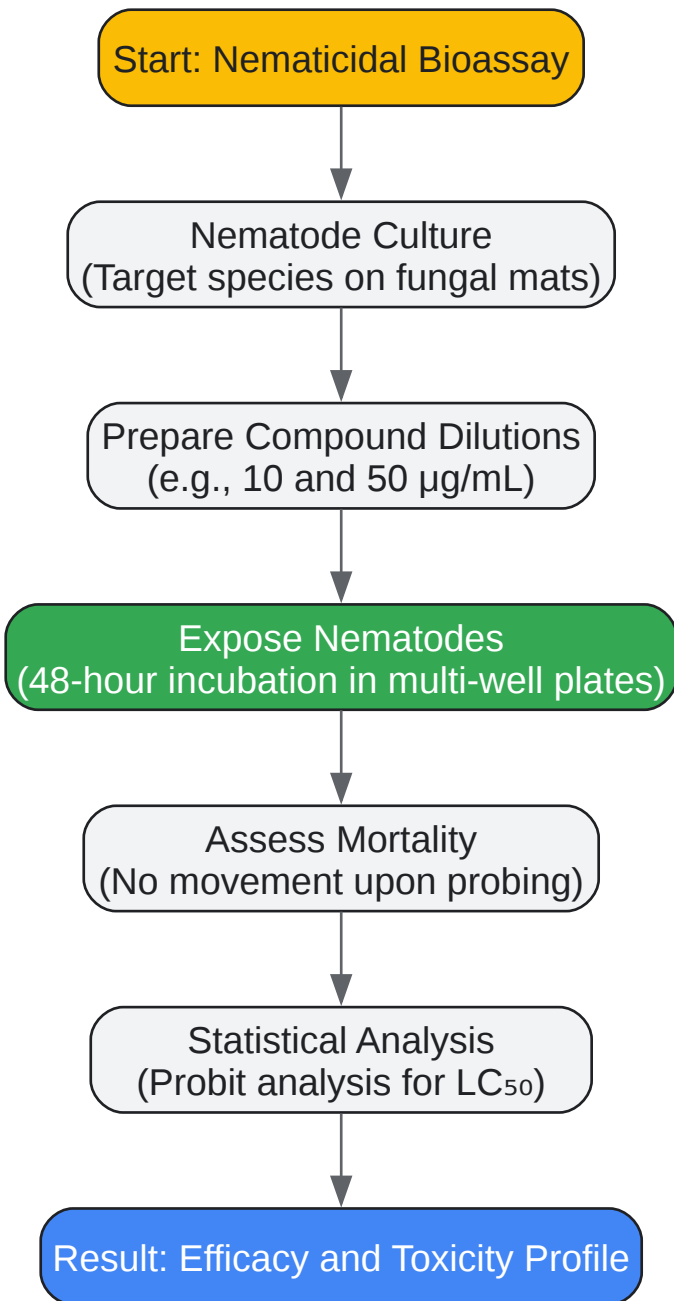 Start: Nematicidal Bioassay
Nematode Culture
(Target species on fungal mats)
Prepare Compound Dilutions
(e.g., 10 and 50 μg/mL)
Expose Nematodes
(48-hour incubation in multi-well plates)
Assess Mortality
(No movement upon probing)
Statistical Analysis
(Probit analysis for LC₅₀)
Result: Efficacy and Toxicity Profile